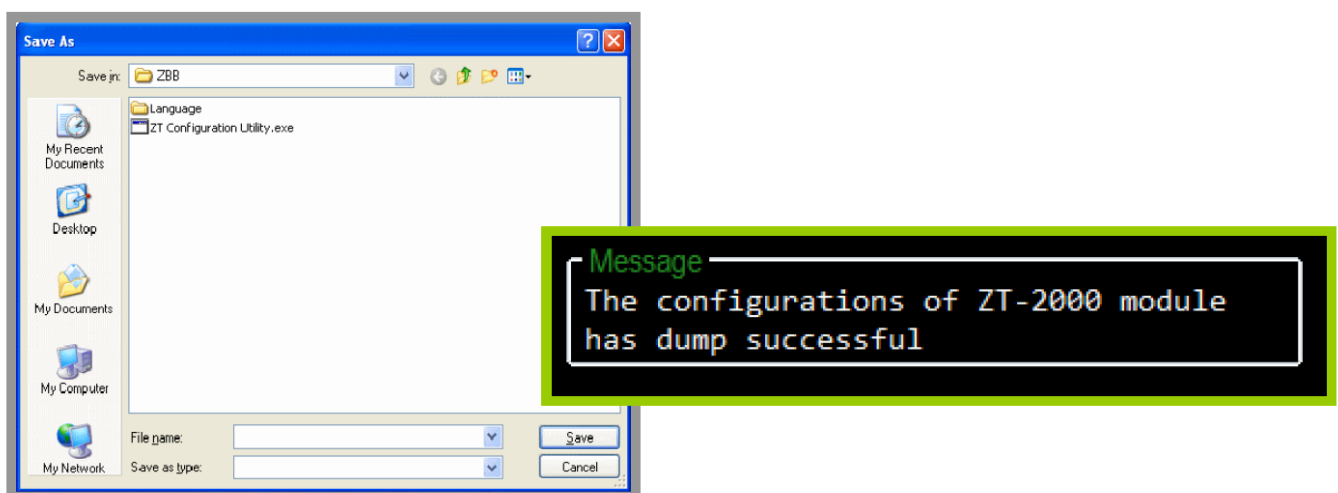 Save As
Save in:
ZBB
Language
ZT Configuration Utility.exe
My Recent
Documents
Desktop
My Documents
My Computer
My Network
File name:
Save
Save as type:
Cancel
Message
The configurations of ZT-2000 module
has dump successful